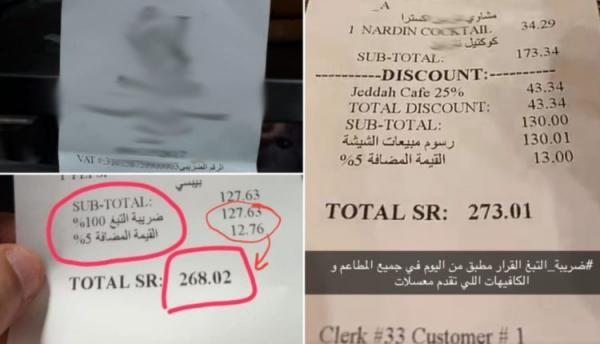 VAT #
الرقم الضريبي
بيبسي
SUB-TOTAL: 127.63
ضريبة التبغ 100% 127.63
القيمة المضافة 5% 12.76
TOTAL SR: 268.02
_A
مشاوي اكسترا
1 NARDIN COCKTAIL 34.29
كوكتيل
SUB-TOTAL: 173.34
DISCOUNT:
Jeddah Cafe 25% 43.34
TOTAL DISCOUNT: 43.34
SUB-TOTAL: 130.00
رسوم مبيعات الشيشة 130.01
القيمة المضافة 5% 13.00
TOTAL SR: 273.01
#ضريبة_التبغ القرار مطبق من اليوم في جميع المطاعم و
الكافيهات اللي تقدم معسلات
Clerk #33 Customer # 1